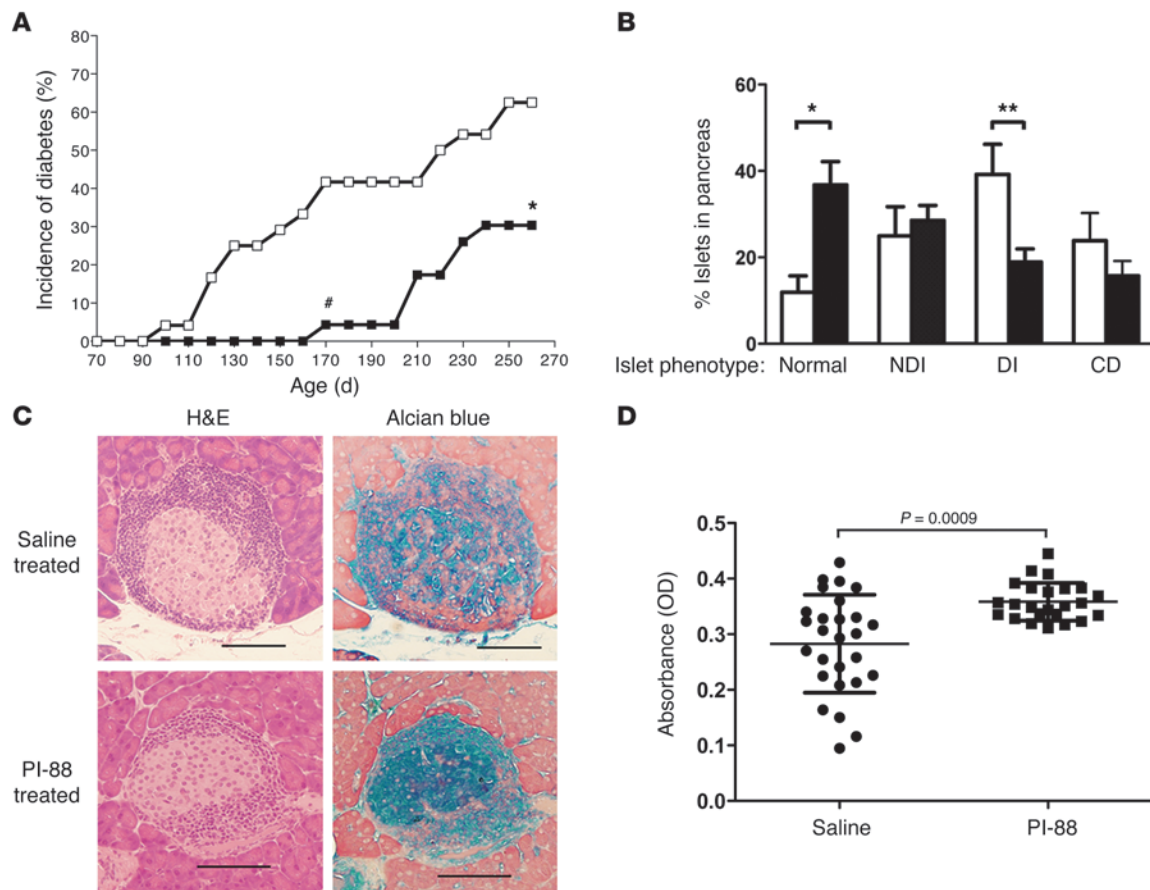 A
80
70
60
50
40
30
20
10
0
Incidence of diabetes (%)
#
*
70 90 110 130 150 170 190 210 230 250 270
Age (d)
B
60
40
20
0
% Islets in pancreas
* **
Islet phenotype: Normal NDI DI CD
C
H&E Alcian blue
Saline
treated
PI-88
treated
D
P = 0.0009
0.5
0.4
0.3
0.2
0.1
0.0
Absorbance (OD)
Saline PI-88